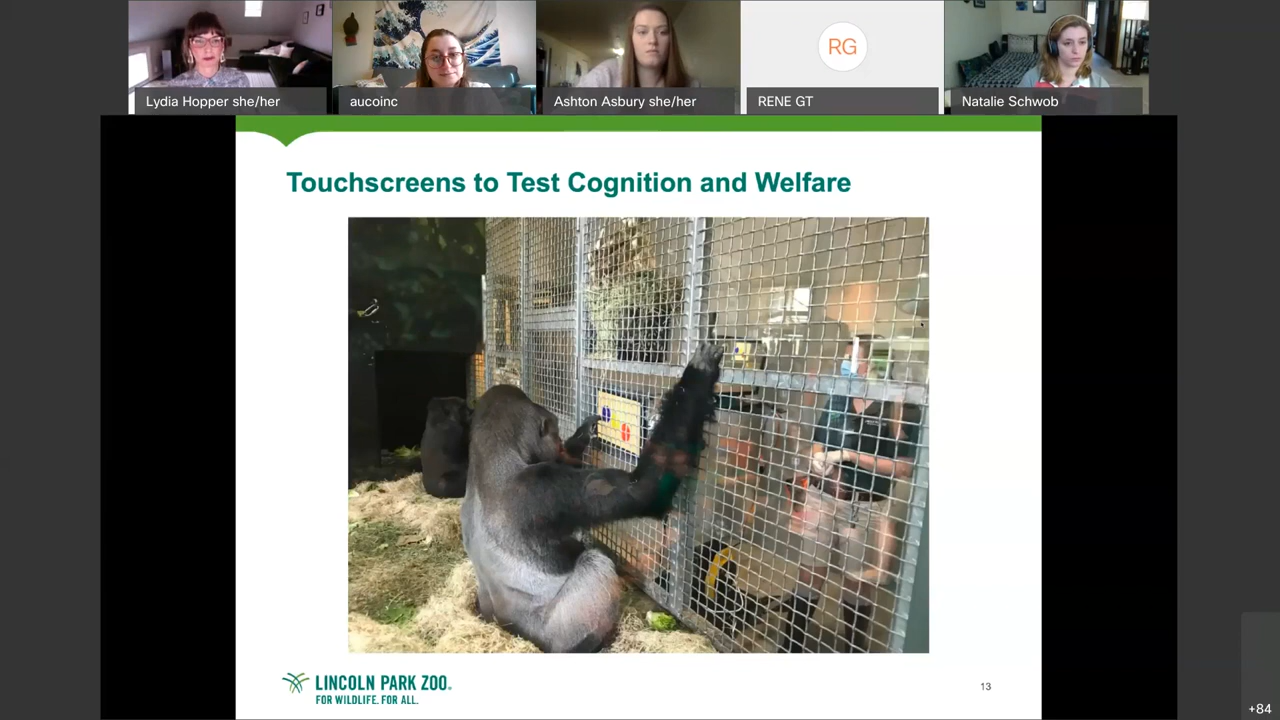 Lydia Hopper she/her
aucoinc
Ashton Asbury she/her
RG
RENE GT
Natalie Schwob
Touchscreens to Test Cognition and Welfare
LINCOLN PARK ZOO.
FOR WILDLIFE. FOR ALL.
13
+84